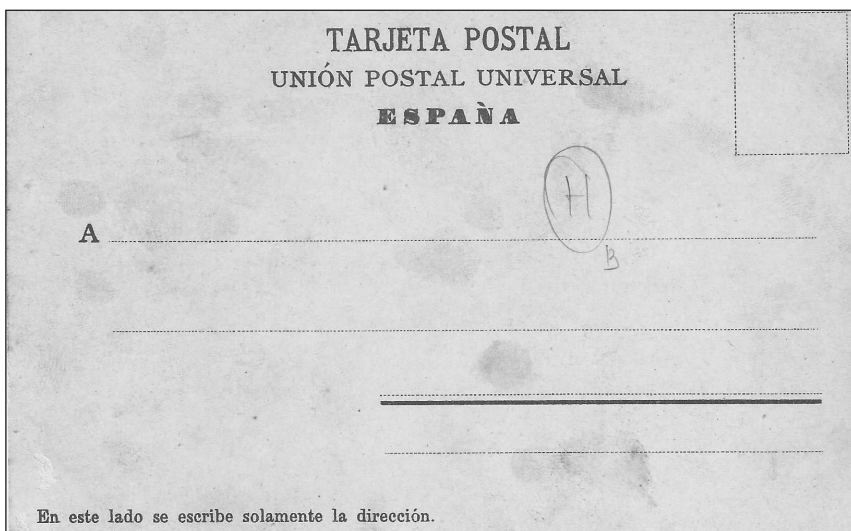 TARJETA POSTAL
UNIÓN POSTAL UNIVERSAL
ESPAÑA
H
A
B
En este lado se escribe solamente la dirección.